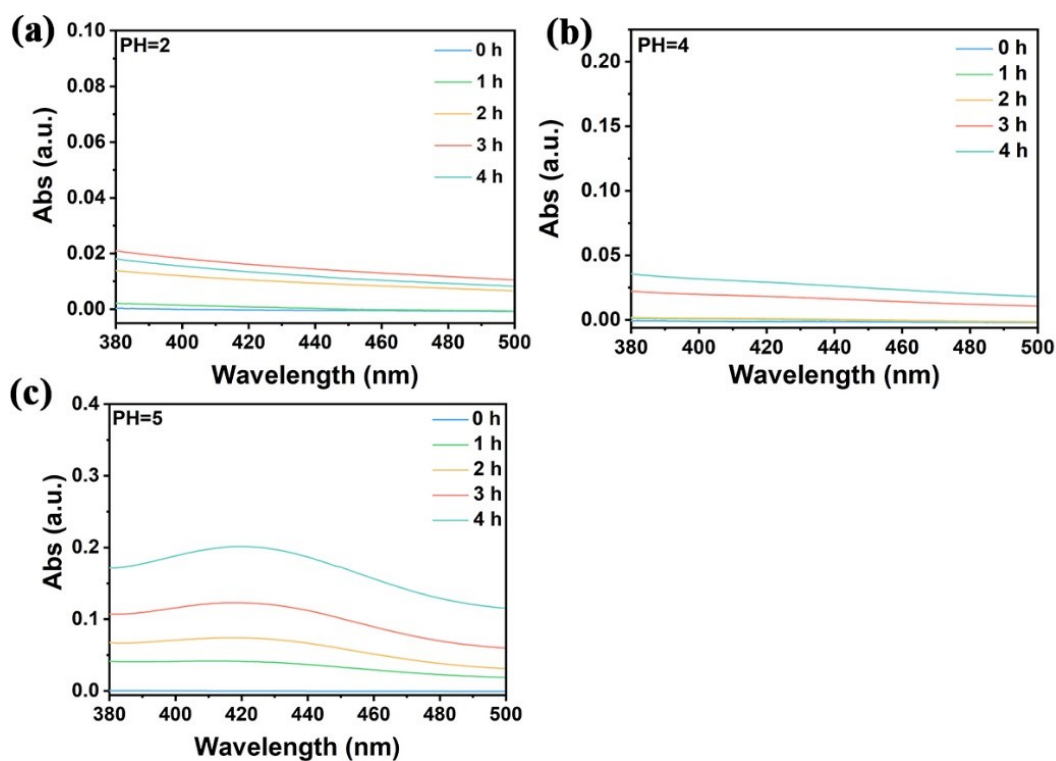 (a)
PH=2
0 h
1 h
2 h
3 h
4 h
0.10
0.08
0.06
0.04
0.02
0.00
Abs (a.u.)
380 400 420 440 460 480 500
Wavelength (nm)
(b)
PH=4
0 h
1 h
2 h
3 h
4 h
0.20
0.15
0.10
0.05
0.00
Abs (a.u.)
380 400 420 440 460 480 500
Wavelength (nm)
(c)
PH=5
0 h
1 h
2 h
3 h
4 h
0.4
0.3
0.2
0.1
0.0
Abs (a.u.)
380 400 420 440 460 480 500
Wavelength (nm)